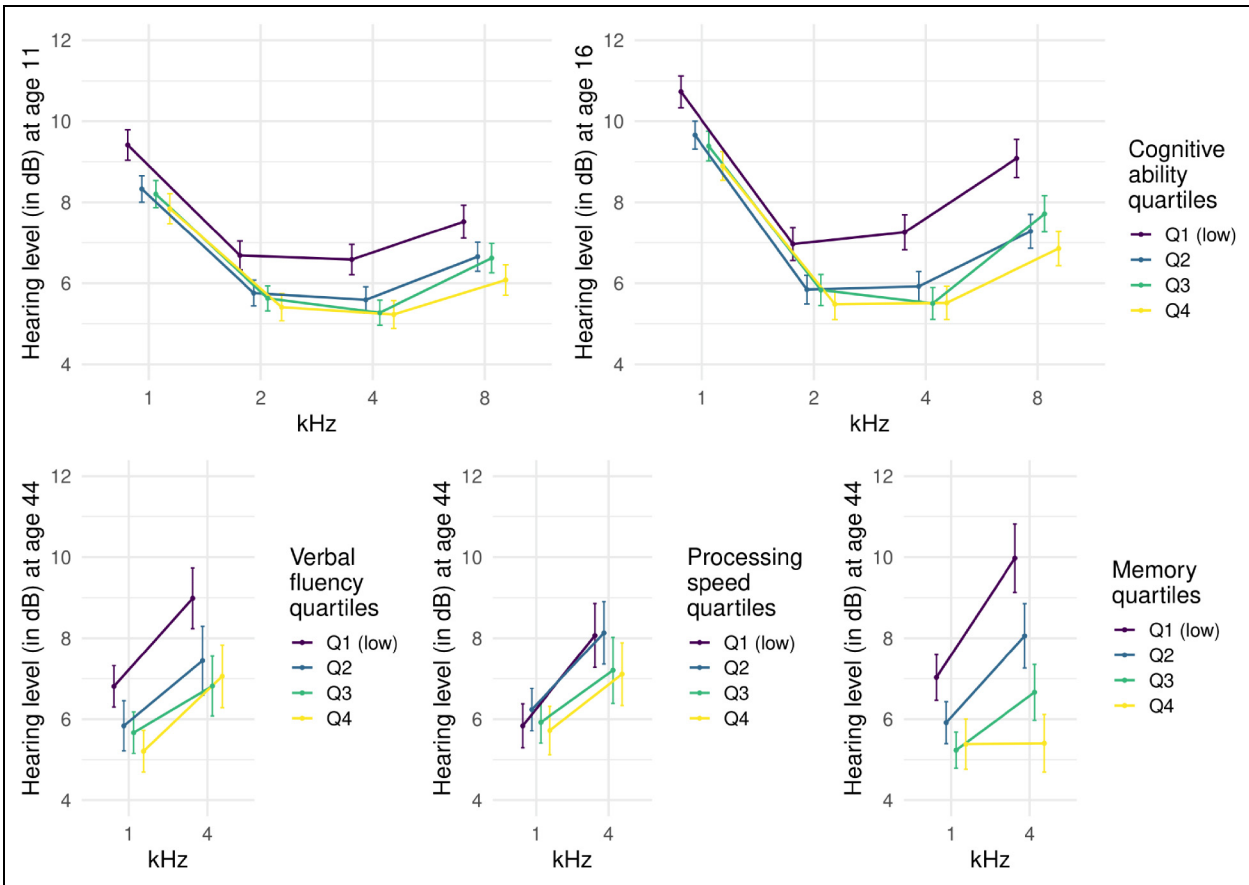 Hearing level (in dB) at age 11
12
10
8
6
4
1 2 4 8
kHz
Hearing level (in dB) at age 16
12
10
8
6
4
1 2 4 8
kHz
Cognitive
ability
quartiles
Q1 (low)
Q2
Q3
Q4
Hearing level (in dB) at age 44
12
10
8
6
4
1 4
kHz
Verbal
fluency
quartiles
Q1 (low)
Q2
Q3
Q4
Hearing level (in dB) at age 44
12
10
8
6
4
1 4
kHz
Processing
speed
quartiles
Q1 (low)
Q2
Q3
Q4
Hearing level (in dB) at age 44
12
10
8
6
4
1 4
kHz
Memory
quartiles
Q1 (low)
Q2
Q3
Q4